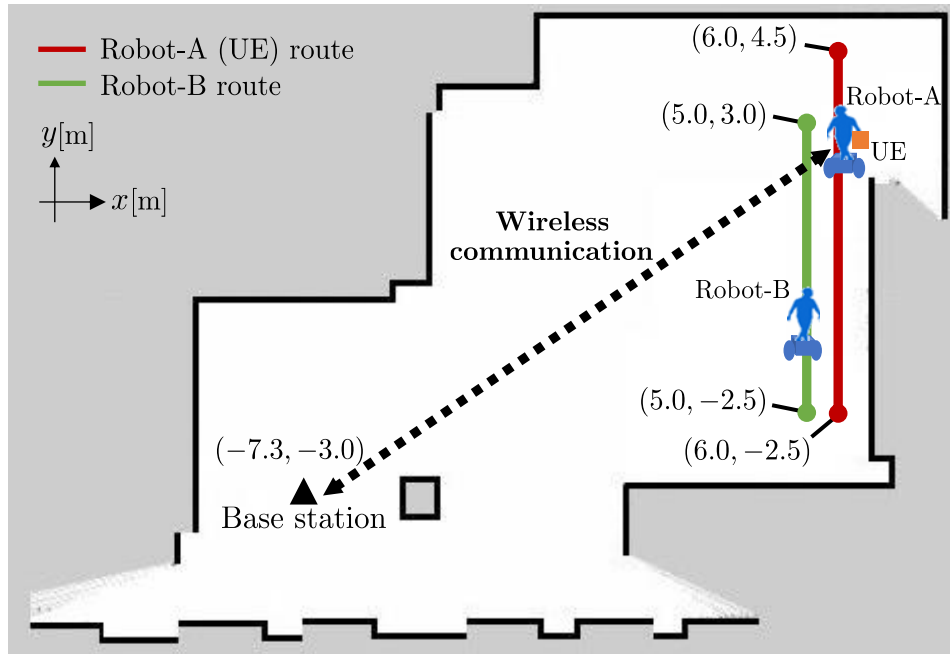 Robot-A (UE) route
Robot-B route
y[m]
x[m]
(6.0, 4.5)
Robot-A
(5.0, 3.0)
UE
Wireless
communication
Robot-B
(5.0, −2.5)
(6.0, −2.5)
(−7.3, −3.0)
Base station